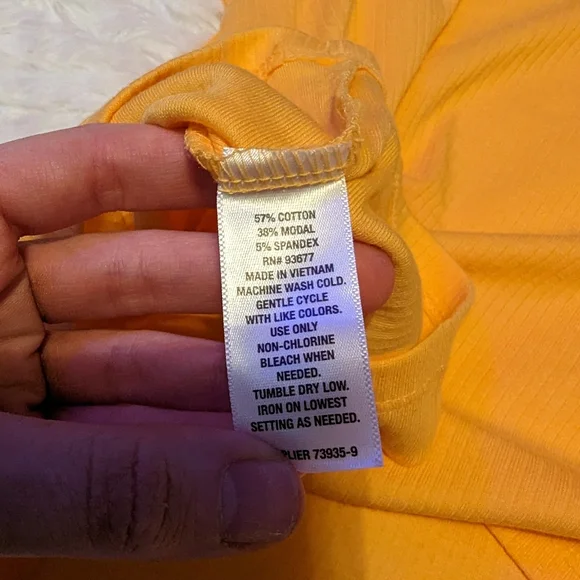 57% COTTON
38% MODAL
5% SPANDEX
RN# 93677
MADE IN VIETNAM
MACHINE WASH COLD.
GENTLE CYCLE
WITH LIKE COLORS.
USE ONLY
NON-CHLORINE
BLEACH WHEN
NEEDED.
TUMBLE DRY LOW.
IRON ON LOWEST
SETTING AS NEEDED.
73935-9